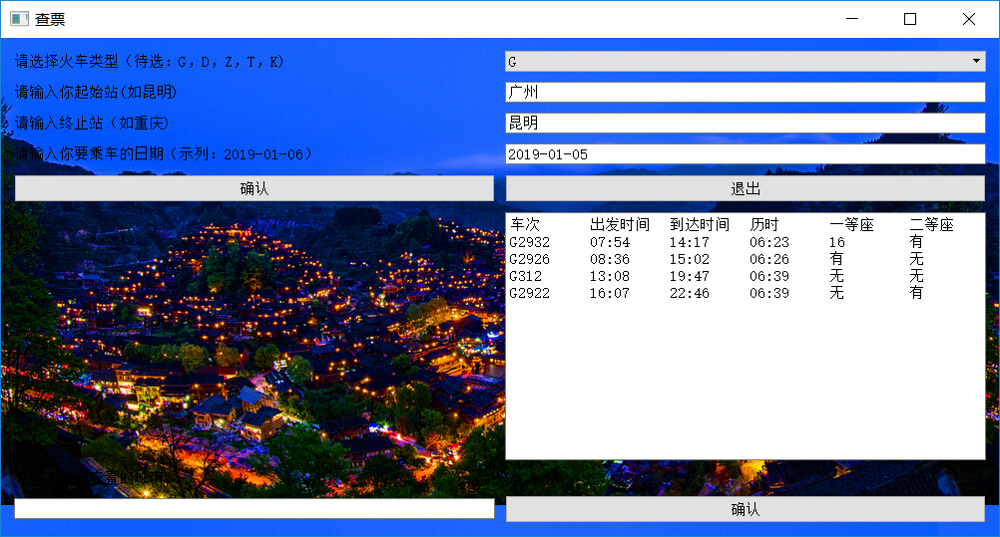 查票
请选择火车类型（待选：G，D，Z，T，K）
G
请输入你起始站(如昆明)
广州
请输入终止站（如重庆)
昆明
请输入你要乘车的日期（示列：2019-01-06）
2019-01-05
确认
退出
车次 出发时间 到达时间 历时 一等座 二等座
G2932 07:54 14:17 06:23 16 有
G2926 08:36 15:02 06:26 有 无
G312 13:08 19:47 06:39 无 无
G2922 16:07 22:46 06:39 无 有
确认